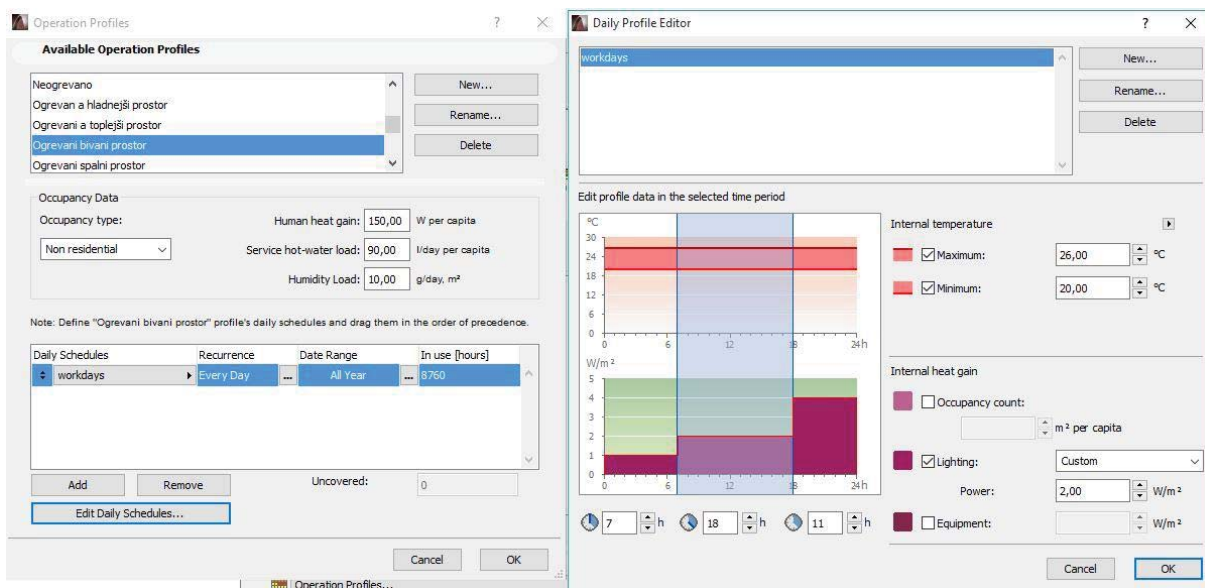 Operation Profiles
Available Operation Profiles
Neogrevano
Ogrevan a hladnejši prostor
Ogrevani a toplejši prostor
Ogrevani bivani prostor
Ogrevani spalni prostor
New...
Rename...
Delete
Occupancy Data
Occupancy type:
Non residential
Human heat gain: 150,00 W per capita
Service hot-water load: 90,00 l/day per capita
Humidity Load: 10,00 g/day, m²
Note: Define "Ogrevani bivani prostor" profile's daily schedules and drag them in the order of precedence.
Daily Schedules Recurrence Date Range In use [hours]
workdays Every Day ... All Year ... 8760
Add Remove Uncovered: 0
Edit Daily Schedules...
Cancel OK
Operation Profiles...
Daily Profile Editor
workdays
New...
Rename...
Delete
Edit profile data in the selected time period
°C
30
24
18
12
6
0
0 6 12 18 24 h
W/m²
5
4
3
2
1
0
0 6 12 18 24 h
7 h 18 h 11 h
Internal temperature
Maximum: 26,00 °C
Minimum: 20,00 °C
Internal heat gain
Occupancy count:
m² per capita
Lighting: Custom
Power: 2,00 W/m²
Equipment: W/m²
Cancel OK